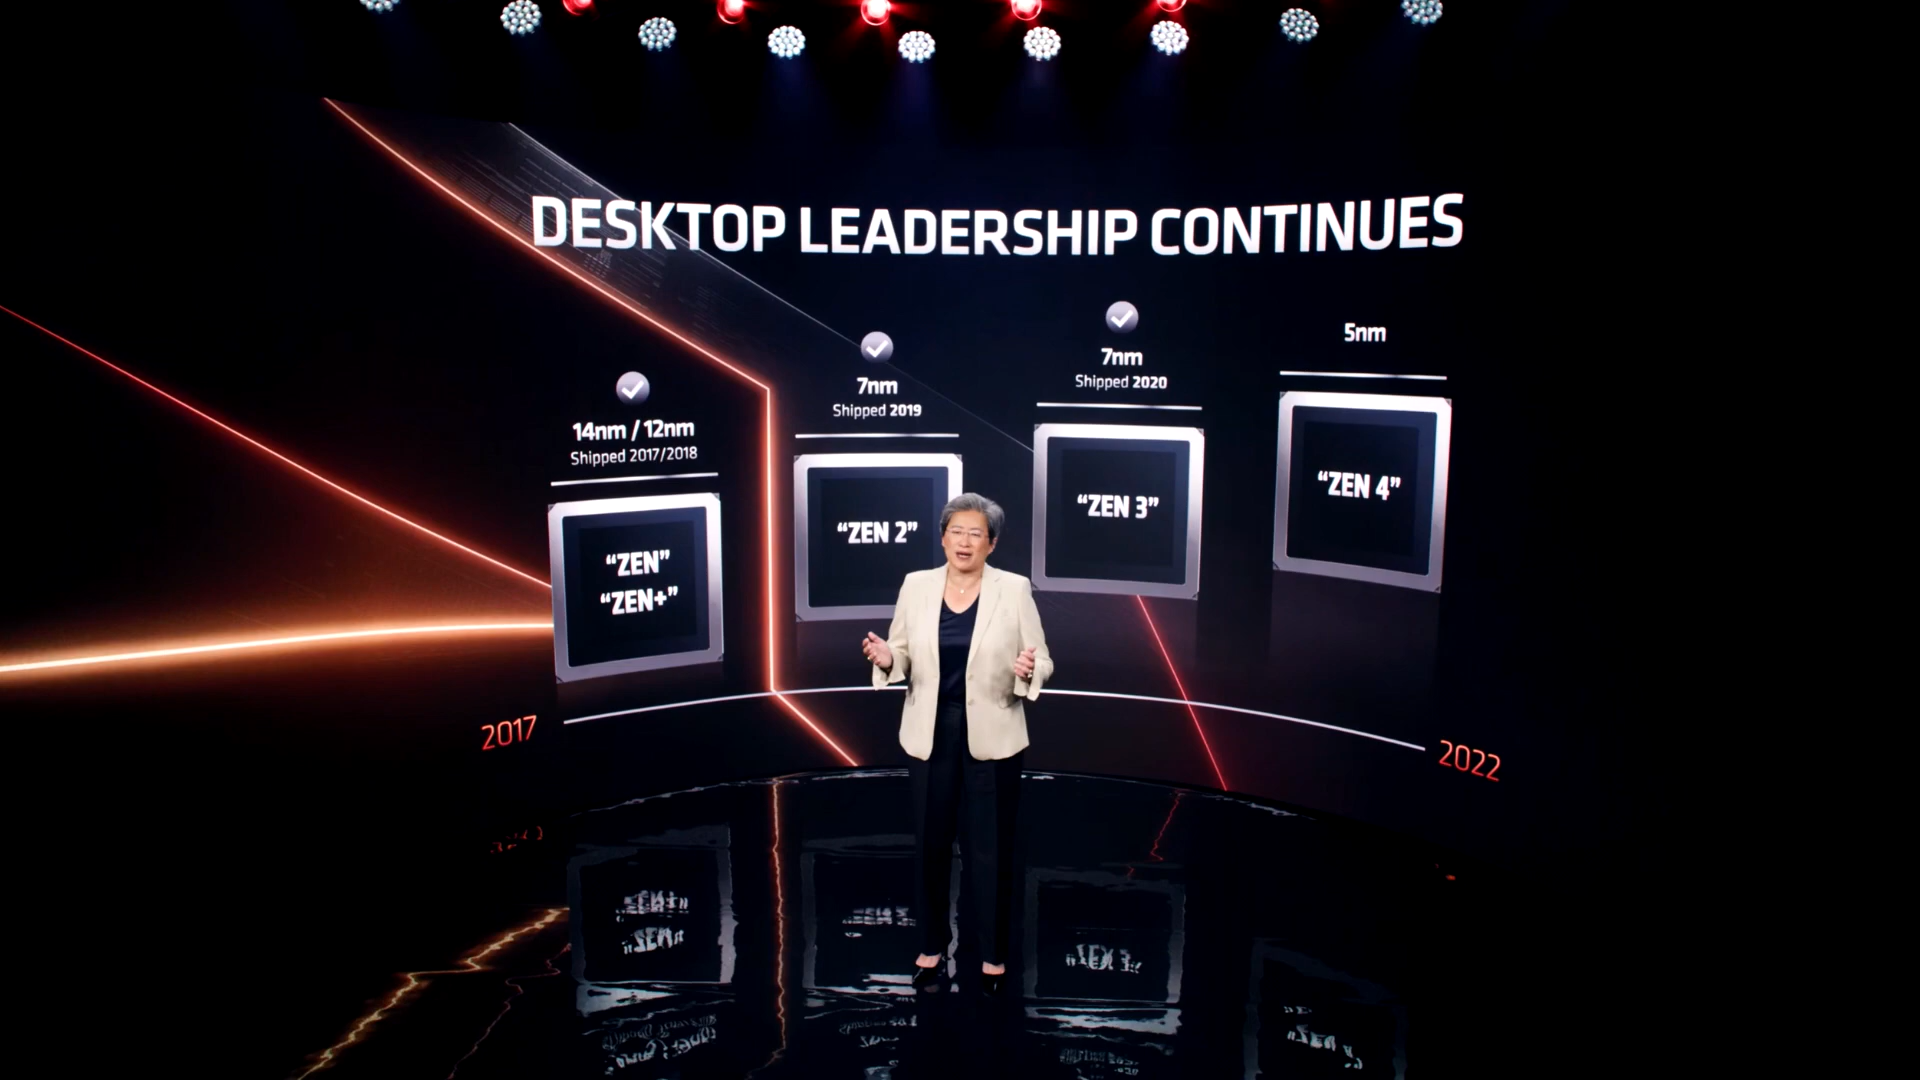 DESKTOP LEADERSHIP CONTINUES
14nm / 12nm
Shipped 2017/2018
“ZEN”
“ZEN+”
7nm
Shipped 2019
“ZEN 2”
7nm
Shipped 2020
“ZEN 3”
5nm
“ZEN 4”
2017
2022